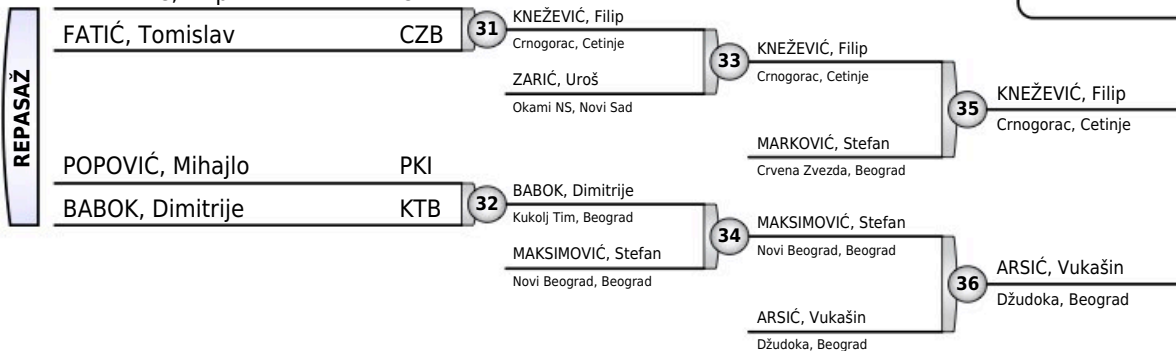 REPASAŽ
FATIĆ, Tomislav CZB
POPOVIĆ, Mihajlo PKI
BABOK, Dimitrije KTB
31
KNEŽEVIĆ, Filip
Crnogorac, Cetinje
ZARIĆ, Uroš
Okami NS, Novi Sad
32
BABOK, Dimitrije
Kukolj Tim, Beograd
MAKSIMOVIĆ, Stefan
Novi Beograd, Beograd
33
KNEŽEVIĆ, Filip
Crnogorac, Cetinje
MARKOVIĆ, Stefan
Crvena Zvezda, Beograd
34
MAKSIMOVIĆ, Stefan
Novi Beograd, Beograd
ARSIĆ, Vukašin
Džudoka, Beograd
35
KNEŽEVIĆ, Filip
Crnogorac, Cetinje
36
ARSIĆ, Vukašin
Džudoka, Beograd